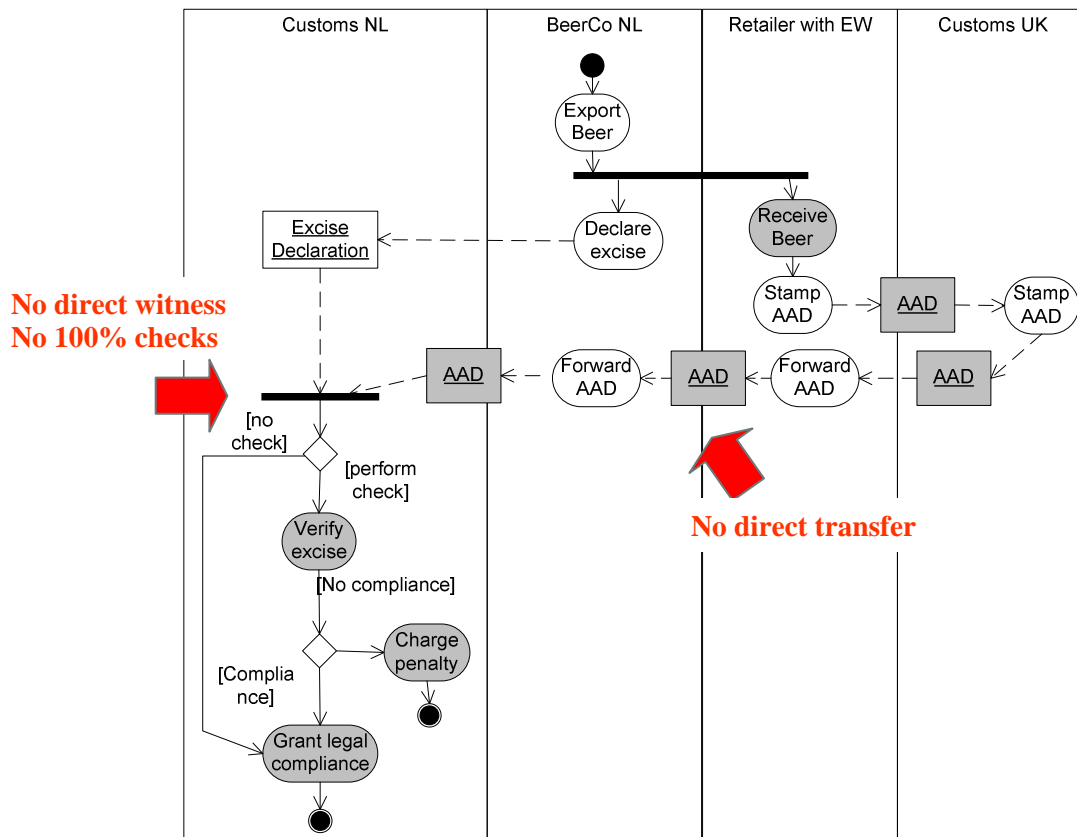 Customs NL
BeerCo NL
Retailer with EW
Customs UK
Export
Beer
Excise
Declaration
Declare
excise
Receive
Beer
Stamp
AAD
AAD
Stamp
AAD
No direct witness
No 100% checks
AAD
Forward
AAD
AAD
Forward
AAD
AAD
[no
check]
[perform
check]
No direct transfer
Verify
excise
[No compliance]
Charge
penalty
[Complia
nce]
Grant legal
compliance